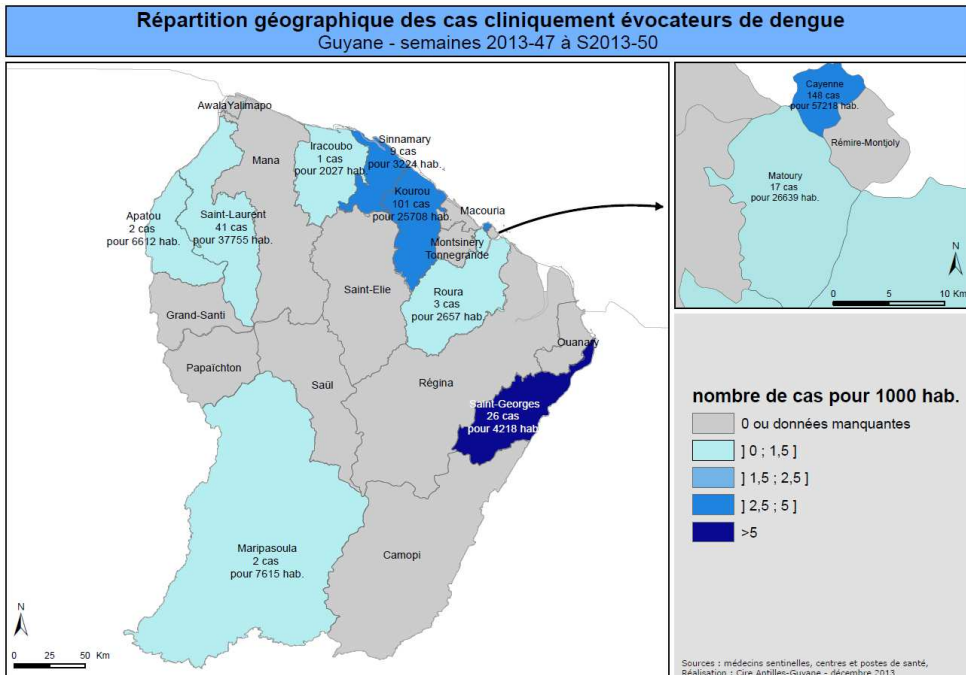 Répartition géographique des cas cliniquement évocateurs de dengue
Guyane - semaines 2013-47 à S2013-50
AwalaYalimapo
Mana
Iracoubo
1 cas
pour 2027 hab.
Sinnamary
9 cas
pour 3224 hab.
Kourou
101 cas
pour 25708 hab.
Macouria
Montsinery
Tonnegrande
Apatou
2 cas
pour 6612 hab.
Saint-Laurent
41 cas
pour 37755 hab.
Saint-Elie
Roura
3 cas
pour 2657 hab.
Grand-Santi
Papaïchton
Saül
Régina
Ouanary
Saint-Georges
26 cas
pour 4218 hab
Maripasoula
2 cas
pour 7615 hab.
Camopi
N
0 25 50 Km
Cayenne
148 cas
pour 57218 hab.
Rémire-Montjoly
Matoury
17 cas
pour 26639 hab.
N
0 5 10 Km
nombre de cas pour 1000 hab.
0 ou données manquantes
] 0 ; 1,5 ]
] 1,5 ; 2,5 ]
] 2,5 ; 5 ]
>5
Sources : médecins sentinelles, centres et postes de santé,
Réalisation : Cire Antilles-Guyane - décembre 2013